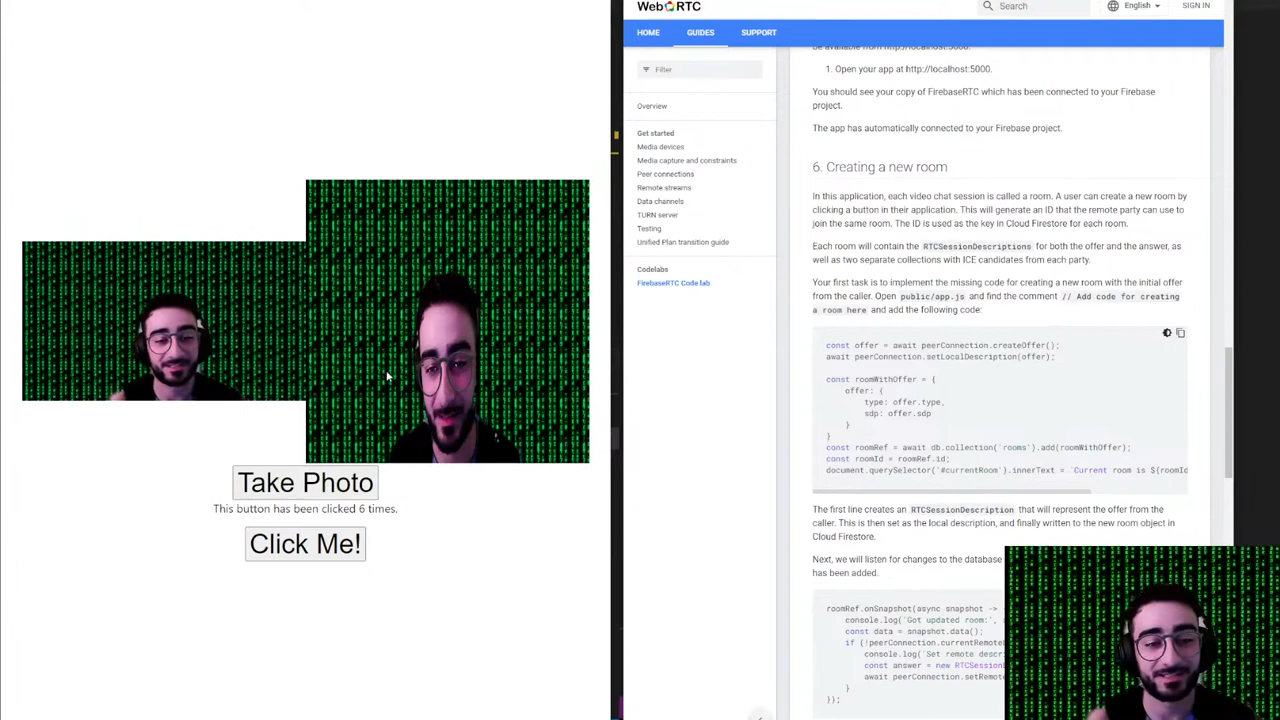 Take Photo
This button has been clicked 6 times.
Click Me!
WebRTC
Search
English
SIGN IN
HOME
GUIDES
SUPPORT
Filter
Overview
Get started
Media devices
Media capture and constraints
Peer connections
Remote streams
Data channels
TURN server
Testing
Unified Plan transition guide
Codelabs
FirebaseRTC Code lab
be available from http://localhost:5000.
1. Open your app at http://localhost:5000.
You should see your copy of FirebaseRTC which has been connected to your Firebase
project.
The app has automatically connected to your Firebase project.
6. Creating a new room
In this application, each video chat session is called a room. A user can create a new room by
clicking a button in their application. This will generate an ID that the remote party can use to
join the same room. The ID is used as the key in Cloud Firestore for each room.
Each room will contain the RTCSessionDescriptions for both the offer and the answer, as
well as two separate collections with ICE candidates from each party.
Your first task is to implement the missing code for creating a new room with the initial offer
from the caller. Open public/app.js and find the comment // Add code for creating
a room here and add the following code:
const offer = await peerConnection.createOffer();
await peerConnection.setLocalDescription(offer);
const roomWithOffer = {
offer: {
type: offer.type,
sdp: offer.sdp
}
}
const roomRef = await db.collection('rooms').add(roomWithOffer);
const roomId = roomRef.id;
document.querySelector('#currentRoom').innerText = `Current room is ${roomId
The first line creates an RTCSessionDescription that will represent the offer from the
caller. This is then set as the local description, and finally written to the new room object in
Cloud Firestore.
Next, we will listen for changes to the database
has been added.
roomRef.onSnapshot(async snapshot ->
console.log('Got updated room:',
const data = snapshot.data();
if (!peerConnection.currentRemote
console.log('Set remote descri
const answer = new RTCSessionD
await peerConnection.setRemote
}
});